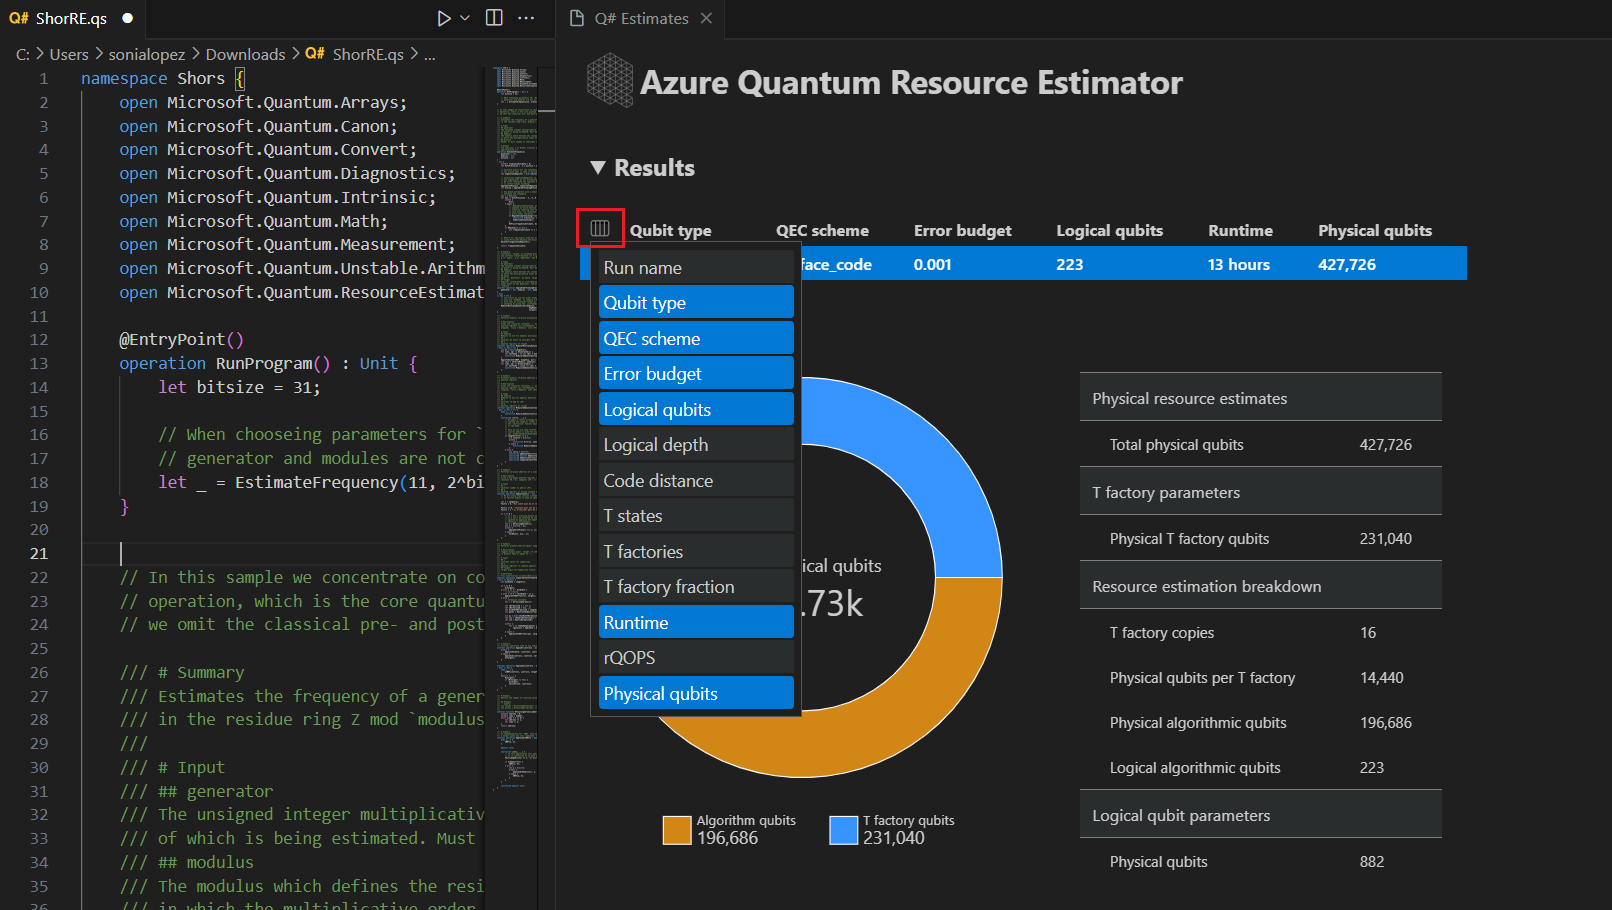 Q# ShorRE.qs
C: > Users > sonialopez > Downloads > Q# ShorRE.qs > ...
1 namespace Shors {
2 open Microsoft.Quantum.Arrays;
3 open Microsoft.Quantum.Canon;
4 open Microsoft.Quantum.Convert;
5 open Microsoft.Quantum.Diagnostics;
6 open Microsoft.Quantum.Intrinsic;
7 open Microsoft.Quantum.Math;
8 open Microsoft.Quantum.Measurement;
9 open Microsoft.Quantum.Unstable.Arithm
10 open Microsoft.Quantum.ResourceEstimat
11
12 @EntryPoint()
13 operation RunProgram() : Unit {
14 let bitsize = 31;
15
16 // When chooseing parameters for `
17 // generator and modules are not c
18 let _ = EstimateFrequency(11, 2^bi
19 }
20
21
22 // In this sample we concentrate on co
23 // operation, which is the core quantu
24 // we omit the classical pre- and post
25
26 /// # Summary
27 /// Estimates the frequency of a gener
28 /// in the residue ring Z mod `modulus
29 ///
30 /// # Input
31 /// ## generator
32 /// The unsigned integer multiplicativ
33 /// of which is being estimated. Must
34 /// ## modulus
35 /// The modulus which defines the resi
36 /// in which the multiplicative order
Q# Estimates
Azure Quantum Resource Estimator
▼ Results
Qubit type QEC scheme Error budget Logical qubits Runtime Physical qubits
face_code 0.001 223 13 hours 427,726
Run name
Qubit type
QEC scheme
Error budget
Logical qubits
Logical depth
Code distance
T states
T factories
T factory fraction
Runtime
rQOPS
Physical qubits
ical qubits
.73k
Algorithm qubits
196,686
T factory qubits
231,040
Physical resource estimates
Total physical qubits 427,726
T factory parameters
Physical T factory qubits 231,040
Resource estimation breakdown
T factory copies 16
Physical qubits per T factory 14,440
Physical algorithmic qubits 196,686
Logical algorithmic qubits 223
Logical qubit parameters
Physical qubits 882